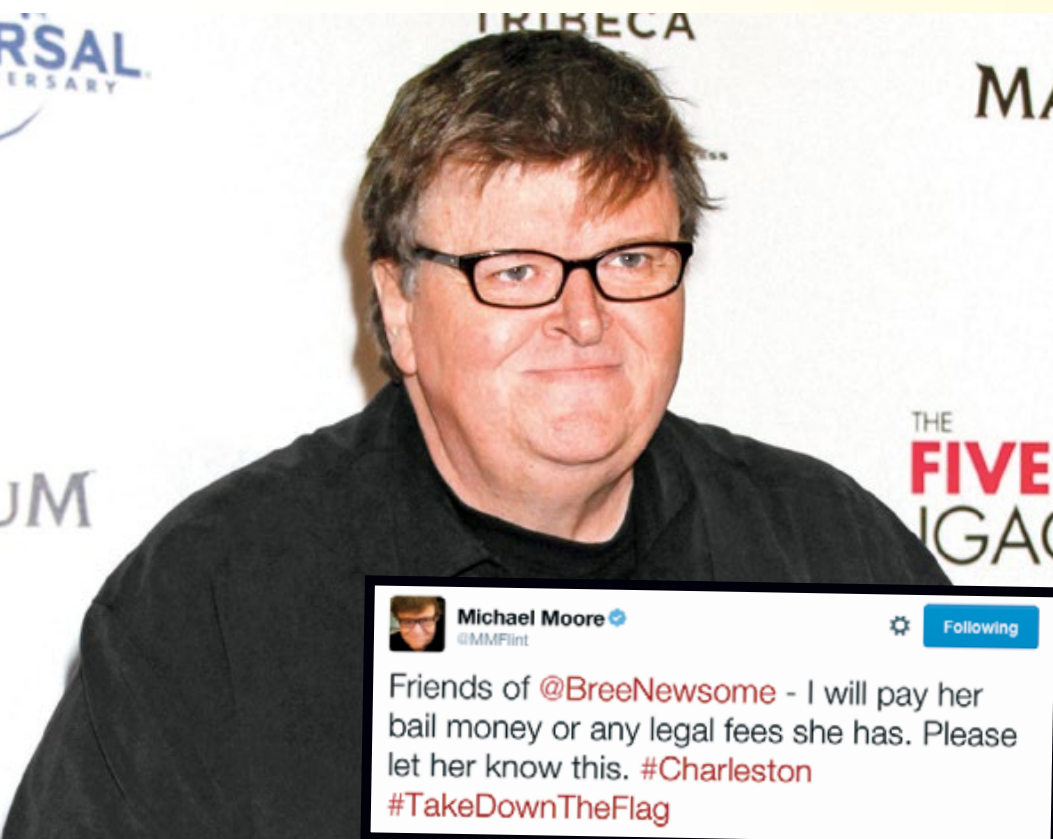 TRIBECA
RSAL
ERSARY
MA
UM
THE
FIVE
GAG
Michael Moore
@MMFlint
Following
Friends of @BreeNewsome - I will pay her
bail money or any legal fees she has. Please
let her know this. #Charleston
#TakeDownTheFlag